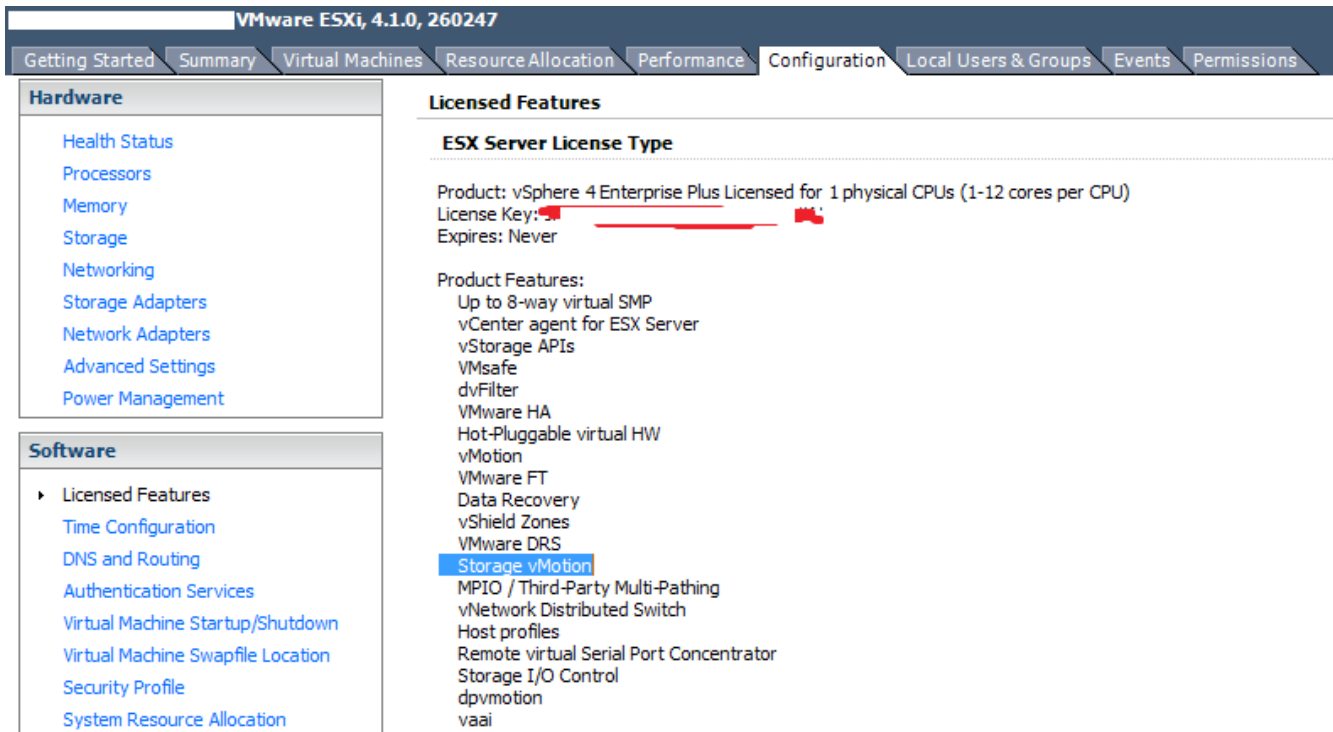 VMware ESXi, 4.1.0, 260247
Getting Started Summary Virtual Machines Resource Allocation Performance Configuration Local Users & Groups Events Permissions
Hardware
Health Status
Processors
Memory
Storage
Networking
Storage Adapters
Network Adapters
Advanced Settings
Power Management
Software
Licensed Features
Time Configuration
DNS and Routing
Authentication Services
Virtual Machine Startup/Shutdown
Virtual Machine Swapfile Location
Security Profile
System Resource Allocation
Licensed Features
ESX Server License Type
Product: vSphere 4 Enterprise Plus Licensed for 1 physical CPUs (1-12 cores per CPU)
License Key:
Expires: Never
Product Features:
Up to 8-way virtual SMP
vCenter agent for ESX Server
vStorage APIs
VMsafe
dvFilter
VMware HA
Hot-Pluggable virtual HW
vMotion
VMware FT
Data Recovery
vShield Zones
VMware DRS
Storage vMotion
MPIO / Third-Party Multi-Pathing
vNetwork Distributed Switch
Host profiles
Remote virtual Serial Port Concentrator
Storage I/O Control
dpvmotion
vaai